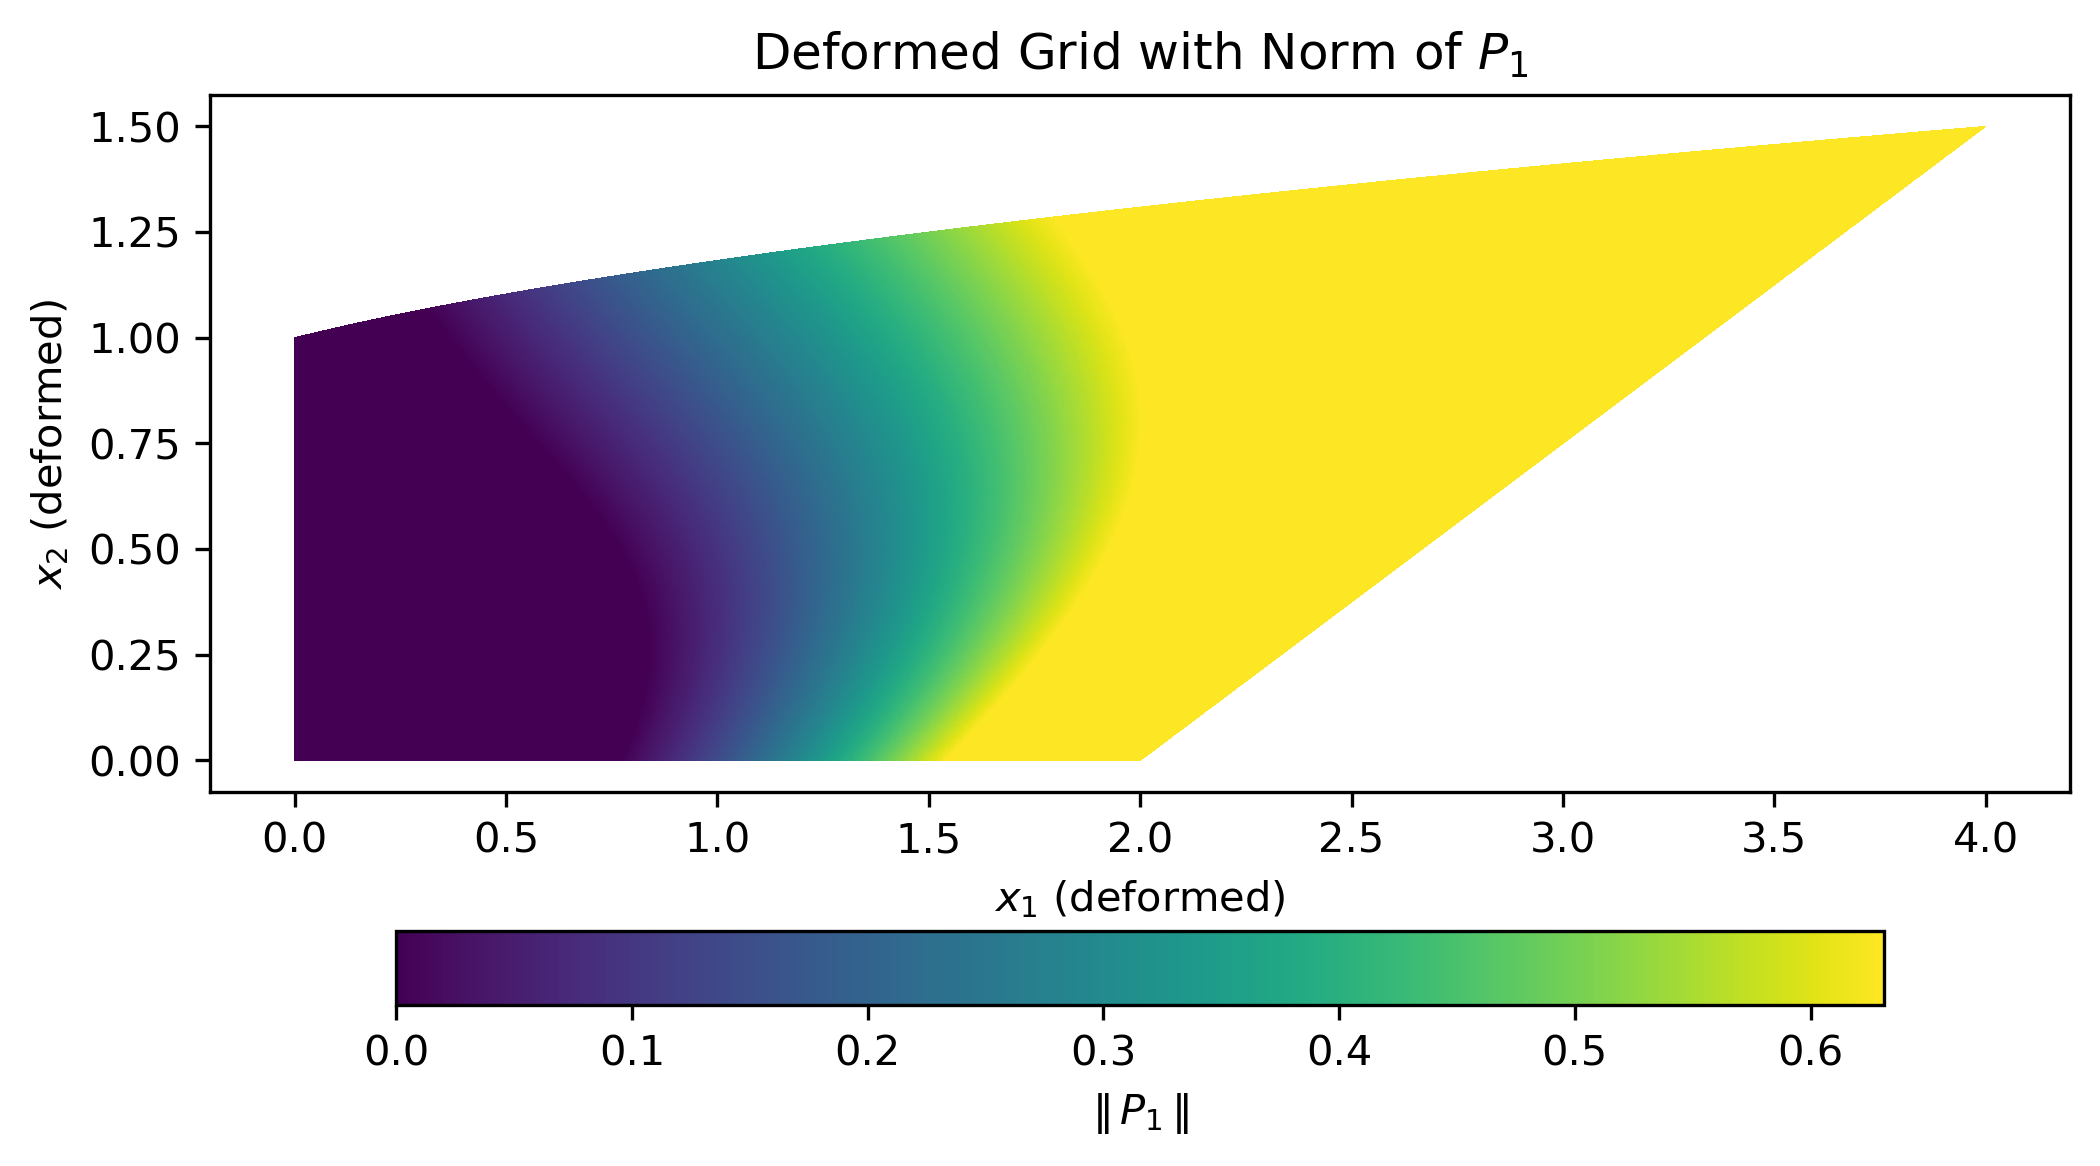 Deformed Grid with Norm of P₁
1.50
1.25
1.00
0.75
0.50
0.25
0.00
x₂ (deformed)
0.0 0.5 1.0 1.5 2.0 2.5 3.0 3.5 4.0
x₁ (deformed)
0.0 0.1 0.2 0.3 0.4 0.5 0.6
∥ P₁ ∥